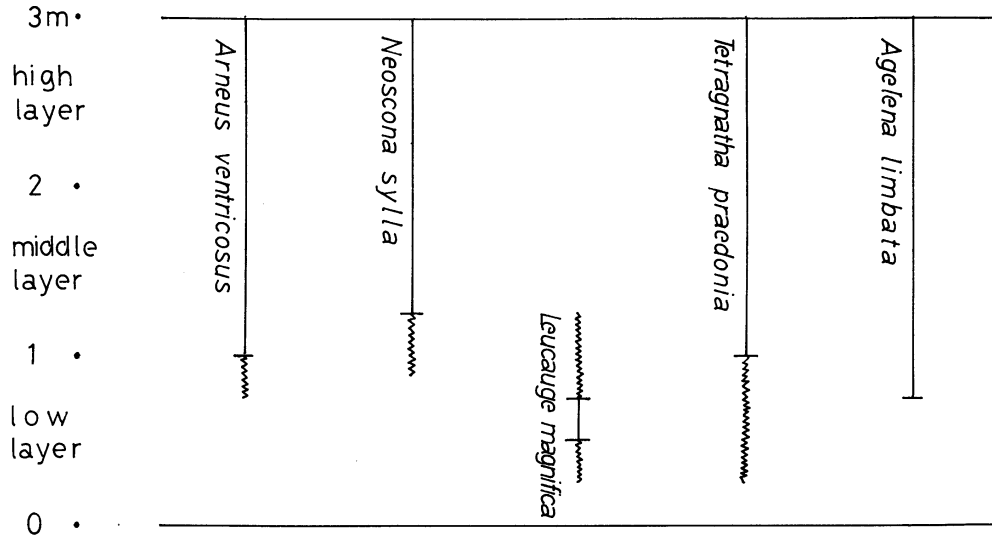 3m
high
layer
2
middle
layer
1
low
layer
0
Arneus ventricosus
Neoscona sylla
Leucauge magnifica
Tetragnatha praedonia
Agelena limbata